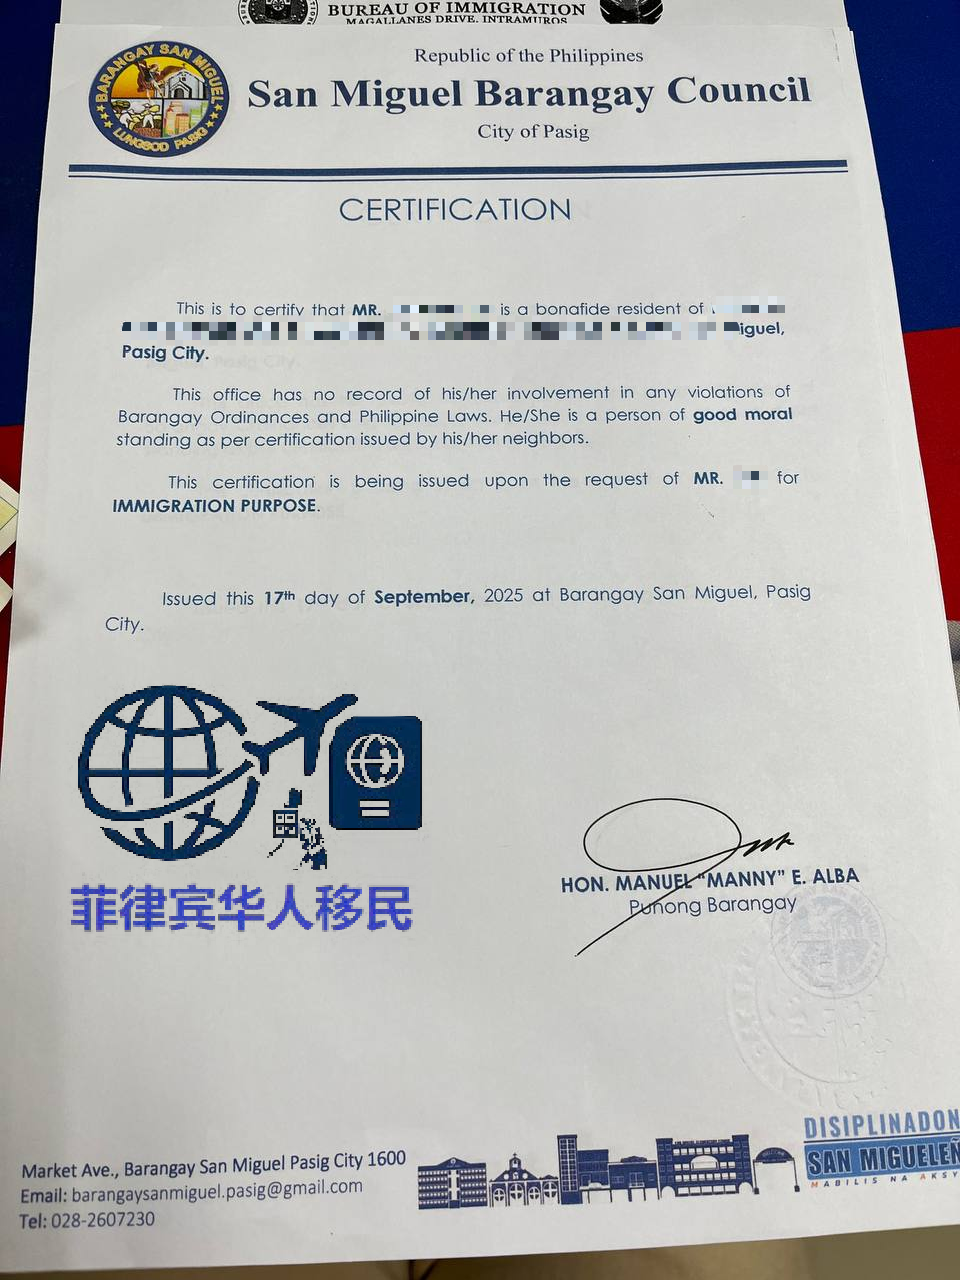 BUREAU OF IMMIGRATION
MAGALLANES DRIVE, INTRAMUROS
BARANGAY SAN MIGUEL
LUNGSOD PASIG
Republic of the Philippines
San Miguel Barangay Council
City of Pasig
CERTIFICATION
This is to certify that MR. is a bonafide resident of
iguel,
Pasig City.
This office has no record of his/her involvement in any violations of
Barangay Ordinances and Philippine Laws. He/She is a person of good moral
standing as per certification issued by his/her neighbors.
This certification is being issued upon the request of MR. for
IMMIGRATION PURPOSE.
Issued this 17th day of September, 2025 at Barangay San Miguel, Pasig
City.
菲律宾华人移民
HON. MANUEL “MANNY” E. ALBA
Punong Barangay
Market Ave., Barangay San Miguel Pasig City 1600
Email: barangaysanmiguel.pasig@gmail.com
Tel: 028-2607230
DISIPLINADON
SAN MIGUELEÑ
MABILIS NA AKSY